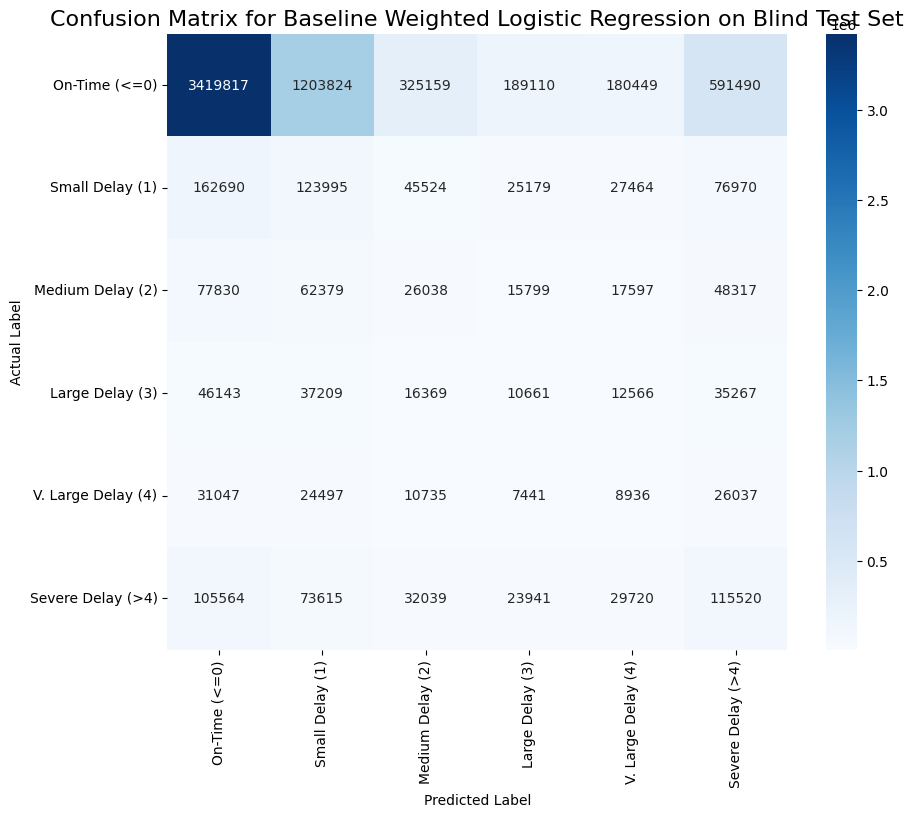 Confusion Matrix for Baseline Weighted Logistic Regression on Blind Test Set
1e6
On-Time (<=0) 3419817 1203824 325159 189110 180449 591490
3.0
Small Delay (1) 162690 123995 45524 25179 27464 76970
2.5
Medium Delay (2) 77830 62379 26038 15799 17597 48317
2.0
Actual Label
Large Delay (3) 46143 37209 16369 10661 12566 35267
1.5
V. Large Delay (4) 31047 24497 10735 7441 8936 26037
1.0
0.5
Severe Delay (>4) 105564 73615 32039 23941 29720 115520
On-Time (<=0)
Small Delay (1)
Medium Delay (2)
Large Delay (3)
V. Large Delay (4)
Severe Delay (>4)
Predicted Label